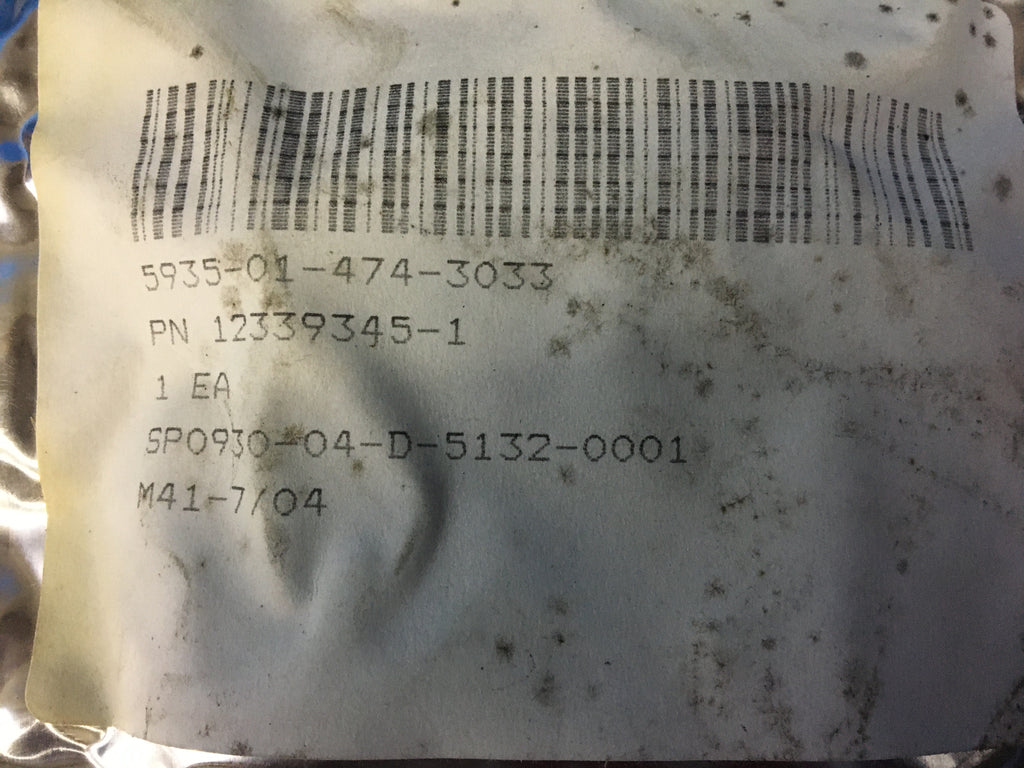 5935-01-474-3033
PN 12339345-1
1 EA
SP0930-04-D-5132-0001
M41-7/04